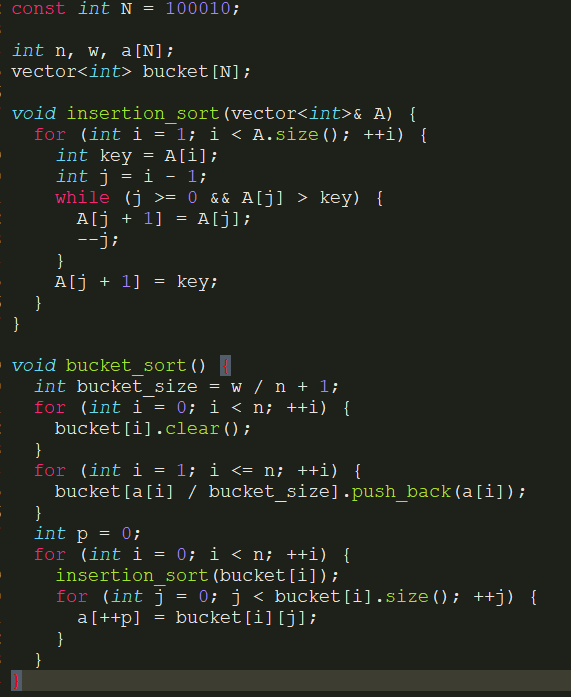 const int N = 100010;

int n, w, a[N];
vector<int> bucket[N];

void insertion_sort(vector<int>& A) {
  for (int i = 1; i < A.size(); ++i) {
    int key = A[i];
    int j = i - 1;
    while (j >= 0 && A[j] > key) {
      A[j + 1] = A[j];
      --j;
    }
    A[j + 1] = key;
  }
}

void bucket_sort() {
  int bucket_size = w / n + 1;
  for (int i = 0; i < n; ++i) {
    bucket[i].clear();
  }
  for (int i = 1; i <= n; ++i) {
    bucket[a[i] / bucket_size].push_back(a[i]);
  }
  int p = 0;
  for (int i = 0; i < n; ++i) {
    insertion_sort(bucket[i]);
    for (int j = 0; j < bucket[i].size(); ++j) {
      a[++p] = bucket[i][j];
    }
  }
}